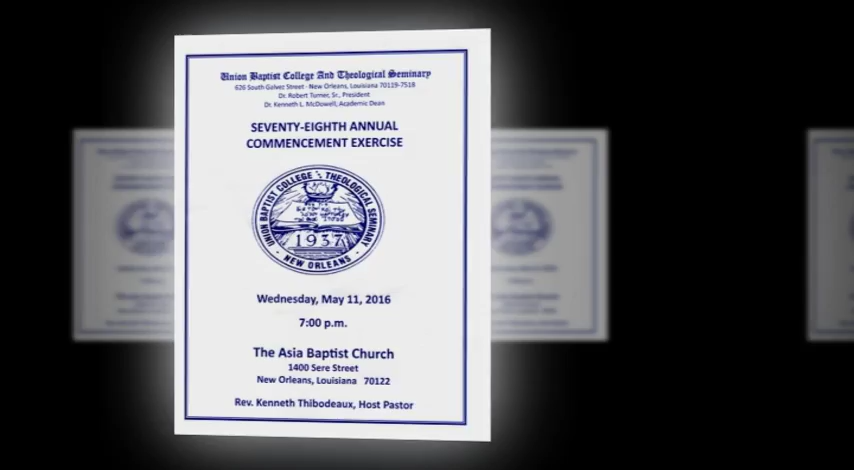 Union Baptist College And Theological Seminary
626 South Galvez Street - New Orleans, Louisiana 70119-7518
Dr. Robert Turner, Sr., President
Dr. Kenneth L. McDowell, Academic Dean
SEVENTY-EIGHTH ANNUAL
COMMENCEMENT EXERCISE
UNION BAPTIST COLLEGE & THEOLOGICAL SEMINARY
1937
· NEW ORLEANS ·
Wednesday, May 11, 2016
7:00 p.m.
The Asia Baptist Church
1400 Sere Street
New Orleans, Louisiana 70122
Rev. Kenneth Thibodeaux, Host Pastor